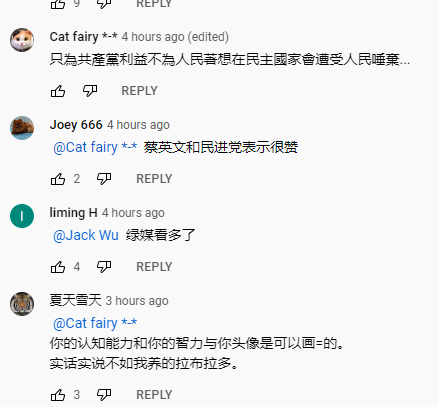 9 REPLY
Cat fairy *-* 4 hours ago (edited)
只為共產黨利益不為人民著想在民主國家會遭受人民唾棄...
REPLY
Joey 666 4 hours ago
@Cat fairy *-* 蔡英文和民进党表示很赞
2 REPLY
I
liming H 4 hours ago
@Jack Wu 绿媒看多了
4 REPLY
夏天雪天 3 hours ago
@Cat fairy *-*
你的认知能力和你的智力与你头像是可以画=的。
实话实说不如我养的拉布拉多。
3 REPLY